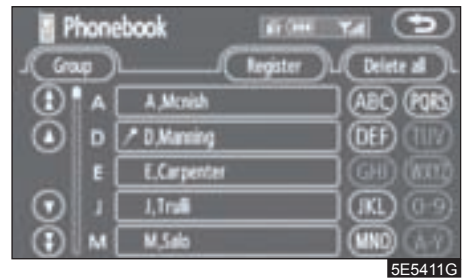 Phonebook
Group Register Delete all
A A,Mcnish ABC PQRS
D D,Manning DEF TUV
E E,Carpenter GHI WXYZ
J J,Trulli JKL 0-9
M M,Salo MNO A-Y
5E5411G